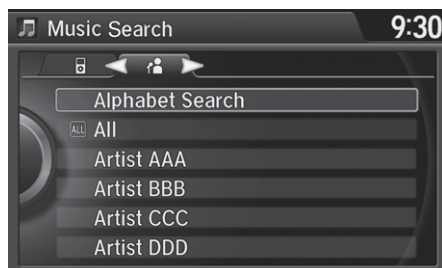 Music Search
9:30
Alphabet Search
ALL All
Artist AAA
Artist BBB
Artist CCC
Artist DDD